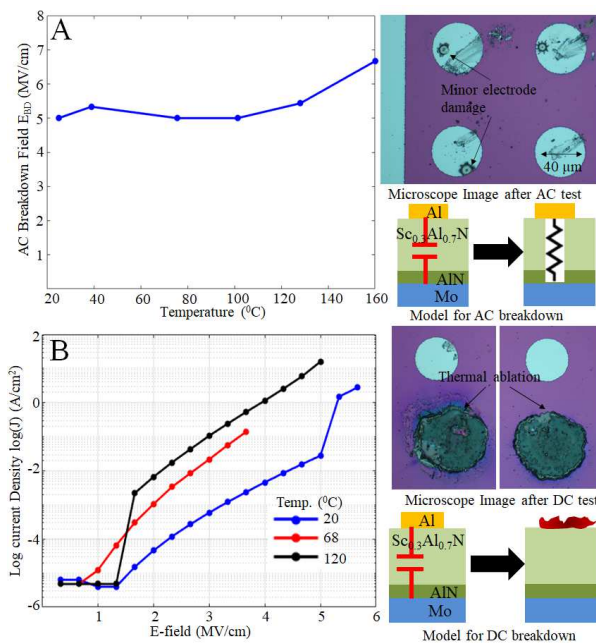 A
AC Breakdown Field E_BD (MV/cm)
8
7
6
5
4
3
2
1
20 40 60 80 100 120 140 160
Temperature (⁰C)
Minor electrode
damage
40 μm
Microscope Image after AC test
Al
Sc₀.₃Al₀.₇N
AlN
Mo
Model for AC breakdown
B
Log current Density log(J) (A/cm²)
2
0
-2
-5
-6
Temp. (⁰C)
20
68
120
1 2 3 4 5 6
E-field (MV/cm)
Thermal ablation
Microscope Image after DC test
Al
Sc₀.₃Al₀.₇N
AlN
Mo
Model for DC breakdown